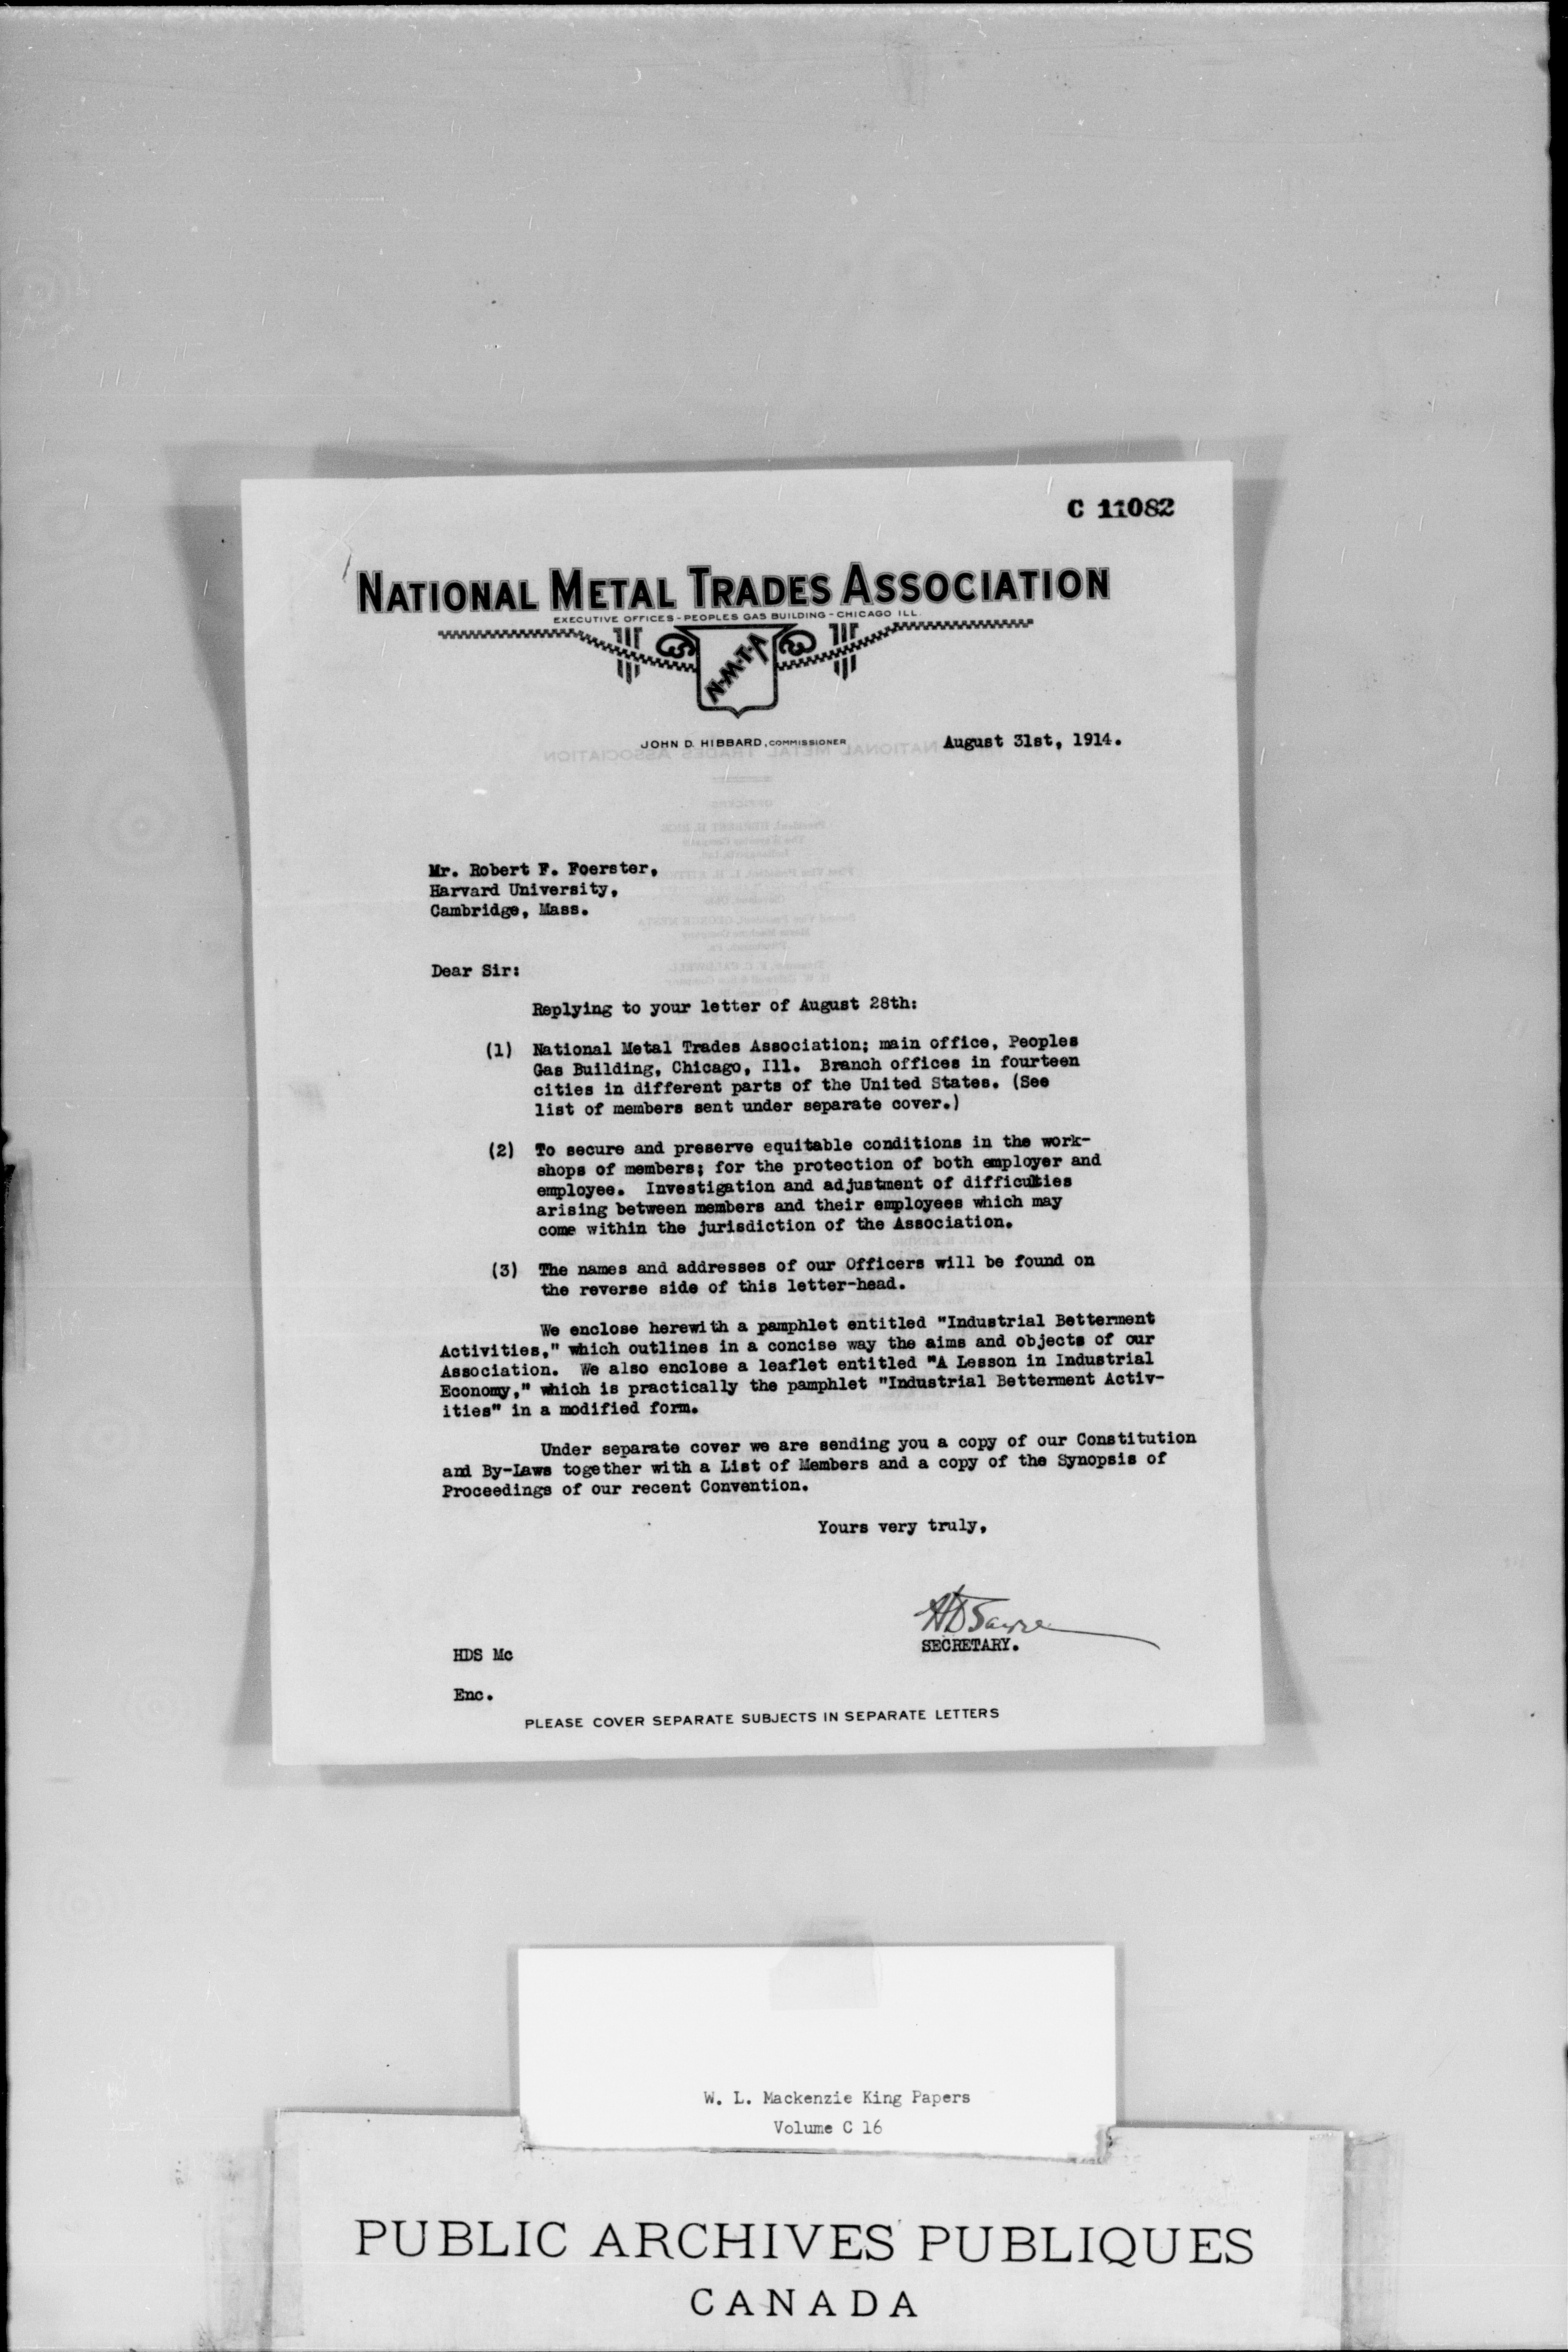 C 11082
NATIONAL METAL TRADES ASSOCIATION
EXECUTIVE OFFICES - PEOPLES GAS BUILDING - CHICAGO ILL.
N-M-T-A
JOHN D. HIBBARD, COMMISSIONER
August 31st, 1914.
Mr. Robert F. Foerster,
Harvard University,
Cambridge, Mass.
Dear Sir:
Replying to your letter of August 28th:
(1) National Metal Trades Association; main office, Peoples
Gas Building, Chicago, Ill. Branch offices in fourteen
cities in different parts of the United States. (See
list of members sent under separate cover.)
(2) To secure and preserve equitable conditions in the work-
shops of members; for the protection of both employer and
employee. Investigation and adjustment of difficulties
arising between members and their employees which may
come within the jurisdiction of the Association.
(3) The names and addresses of our Officers will be found on
the reverse side of this letter-head.
We enclose herewith a pamphlet entitled "Industrial Betterment
Activities," which outlines in a concise way the aims and objects of our
Association. We also enclose a leaflet entitled "A Lesson in Industrial
Economy," which is practically the pamphlet "Industrial Betterment Activ-
ities" in a modified form.
Under separate cover we are sending you a copy of our Constitution
and By-Laws together with a List of Members and a copy of the Synopsis of
Proceedings of our recent Convention.
Yours very truly,
HDSayre
SECRETARY.
HDS Mc
Enc.
PLEASE COVER SEPARATE SUBJECTS IN SEPARATE LETTERS
W. L. Mackenzie King Papers
Volume C 16
PUBLIC ARCHIVES PUBLIQUES
CANADA